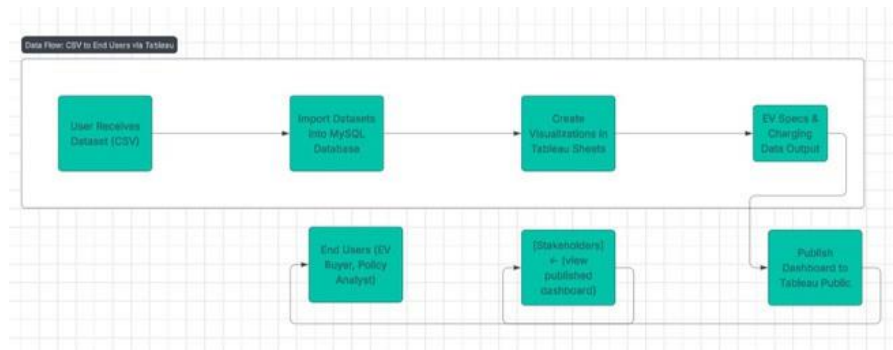 Data Flow: CSV to End Users via Tableau
User Receives
Dataset (CSV)
Import Datasets
into MySQL
Database
Create
Visualizations in
Tableau Sheets
EV Specs &
Charging
Data Output
End Users (EV
Buyer, Policy
Analyst)
[Stakeholders]
← (view
published
dashboard)
Publish
Dashboard to
Tableau Public